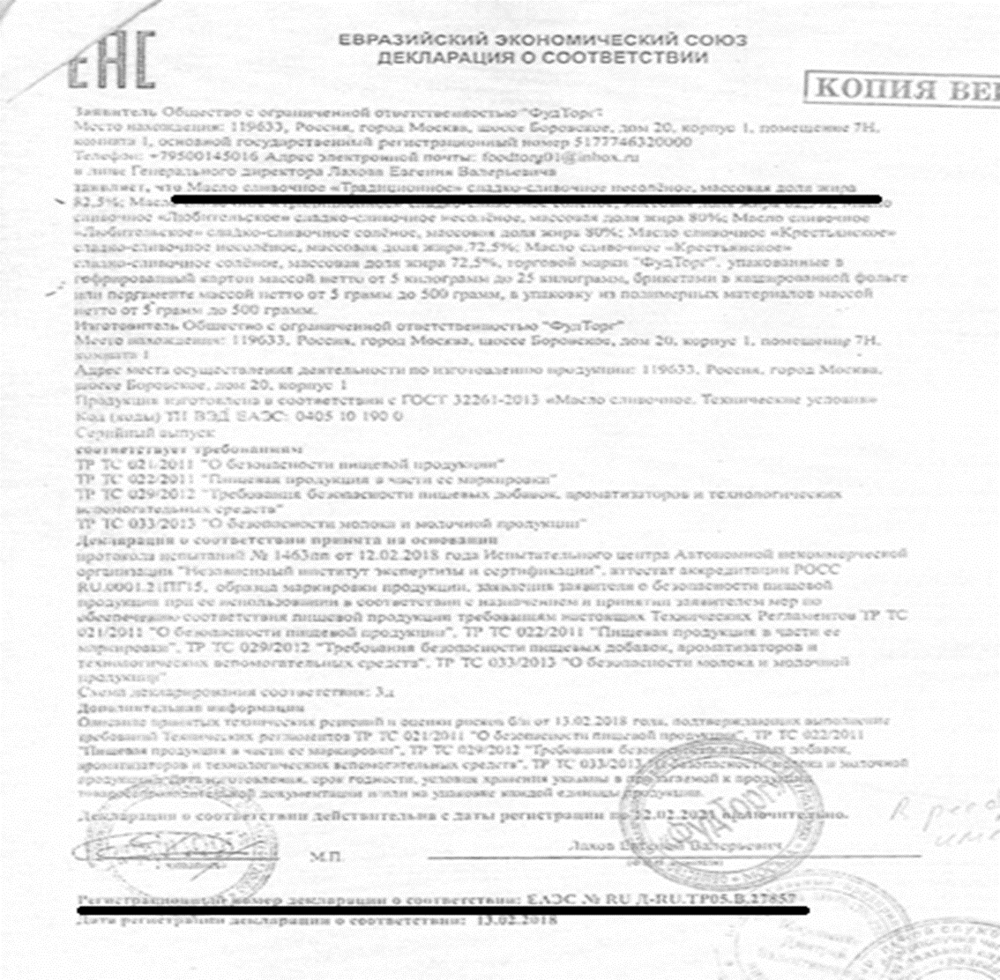 ЕАС
ЕВРАЗИЙСКИЙ ЭКОНОМИЧЕСКИЙ СОЮЗ
ДЕКЛАРАЦИЯ О СООТВЕТСТВИИ
КОПИЯ ВЕР
Заявитель Общество с ограниченной ответственностью "ФудТорг"
Место нахождения: 119633, Россия, город Москва, шоссе Боровское, дом 20, корпус 1, помещение 7Н,
комната 1, основной государственный регистрационный номер 5177746320000
Телефон: +79500145016 Адрес электронной почты: foodtorg01@inbox.ru
в лице Генерального директора Лахова Евгения Валерьевича
заявляет, что Масло сливочное «Традиционное» сладко-сливочное несолёное, массовая доля жира
82,5%; Масло
сливочное «Любительское» сладко-сливочное несолёное, массовая доля жира 80%; Масло сливочное
«Любительское» сладко-сливочное солёное, массовая доля жира 80%; Масло сливочное «Крестьянское»
сладко-сливочное несолёное, массовая доля жира 72,5%; Масло сливочное «Крестьянское»
сладко-сливочное солёное, массовая доля жира 72,5%, торговой марки "ФудТорг", упакованные в
гофрированный картон массой нетто от 5 килограмм до 25 килограмм, брикетами в кашированной фольге
или пергаменте массой нетто от 5 грамм до 500 грамм, в упаковку из полимерных материалов массой
нетто от 5 грамм до 500 грамм.
Изготовитель Общество с ограниченной ответственностью "ФудТорг"
Место нахождения: 119633, Россия, город Москва, шоссе Боровское, дом 20, корпус 1, помещение 7Н,
комната 1
Адрес места осуществления деятельности по изготовлению продукции: 119633, Россия, город Москва,
шоссе Боровское, дом 20, корпус 1
Продукция изготовлена в соответствии с ГОСТ 32261-2013 «Масло сливочное. Технические условия»
Код (коды) ТН ВЭД ЕАЭС: 0405 10 190 0
Серийный выпуск
соответствует требованиям
ТР ТС 021/2011 "О безопасности пищевой продукции"
ТР ТС 022/2011 "Пищевая продукция в части ее маркировки"
ТР ТС 029/2012 "Требования безопасности пищевых добавок, ароматизаторов и технологических
вспомогательных средств"
ТР ТС 033/2013 "О безопасности молока и молочной продукции"
Декларация о соответствии принята на основании
протокола испытаний № 1463пп от 12.02.2018 года Испытательного центра Автономной некоммерческой
организации "Независимый институт экспертизы и сертификации", аттестат аккредитации РОСС
RU.0001.21ПГ15, образца маркировки продукции, заявления заявителя о безопасности пищевой
продукции при ее использовании в соответствии с назначением и принятии заявителем мер по
обеспечению соответствия пищевой продукции требованиям настоящих Технических Регламентов ТР ТС
021/2011 "О безопасности пищевой продукции", ТР ТС 022/2011 "Пищевая продукция в части ее
маркировки", ТР ТС 029/2012 "Требования безопасности пищевых добавок, ароматизаторов и
технологических вспомогательных средств", ТР ТС 033/2013 "О безопасности молока и молочной
продукции"
Схема декларирования соответствия: 3д
Дополнительная информация
Описание принятых технических решений и оценки рисков б/н от 13.02.2018 года, подтверждающих выполнение
требований Технических регламентов ТР ТС 021/2011 "О безопасности пищевой продукции", ТР ТС 022/2011
"Пищевая продукция в части ее маркировки", ТР ТС 029/2012 "Требования безопасности пищевых добавок,
ароматизаторов и технологических вспомогательных средств", ТР ТС 033/2013 "О безопасности молока и молочной
продукции" Дата изготовления, срок годности, условия хранения указаны в прилагаемой к продукции
товаросопроводительной документации и/или на упаковке каждой единицы продукции.
Декларация о соответствии действительна с даты регистрации по 12.02.2021 включительно.
ФудТорг
М.П.
Лахов Евгений Валерьевич
Регистрационный номер декларации о соответствии: ЕАЭС № RU Д-RU.ТР05.В.27657
Дата регистрации декларации о соответствии: 13.02.2018